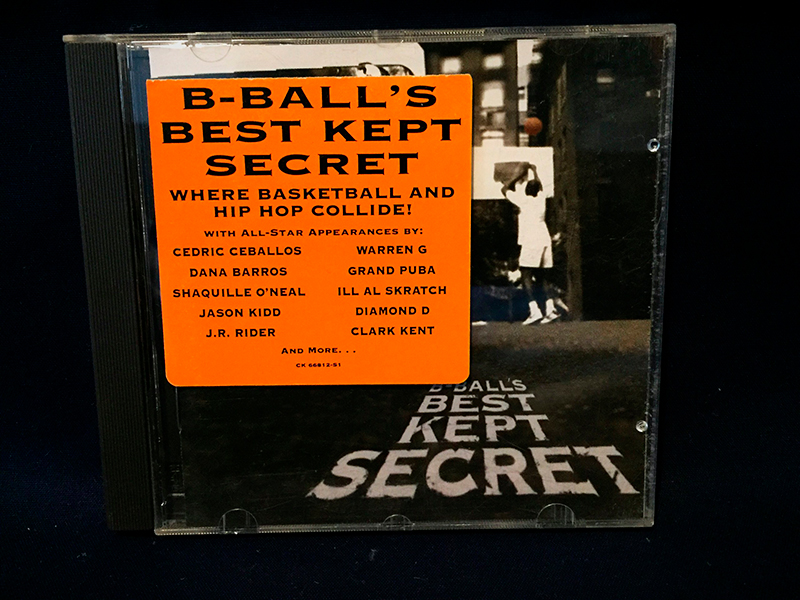 B-BALL'S
BEST KEPT
SECRET
WHERE BASKETBALL AND
HIP HOP COLLIDE!
WITH ALL-STAR APPEARANCES BY:
CEDRIC CEBALLOS WARREN G
DANA BARROS GRAND PUBA
SHAQUILLE O'NEAL ILL AL SKRATCH
JASON KIDD DIAMOND D
J.R. RIDER CLARK KENT
AND MORE. . .
CK 66812-S1
B-BALL'S
BEST
KEPT
SECRET